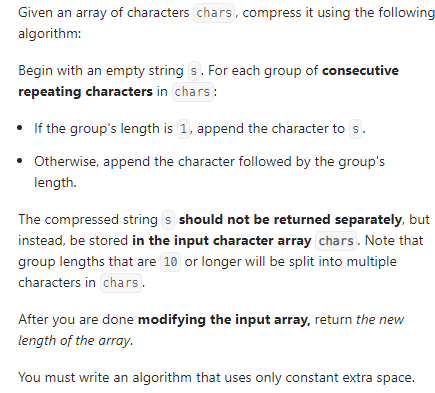 Given an array of characters chars, compress it using the following
algorithm:
Begin with an empty string s. For each group of consecutive
repeating characters in chars:
• If the group's length is 1, append the character to s.
• Otherwise, append the character followed by the group's
length.
The compressed string s should not be returned separately, but
instead, be stored in the input character array chars. Note that
group lengths that are 10 or longer will be split into multiple
characters in chars.
After you are done modifying the input array, return the new
length of the array.
You must write an algorithm that uses only constant extra space.